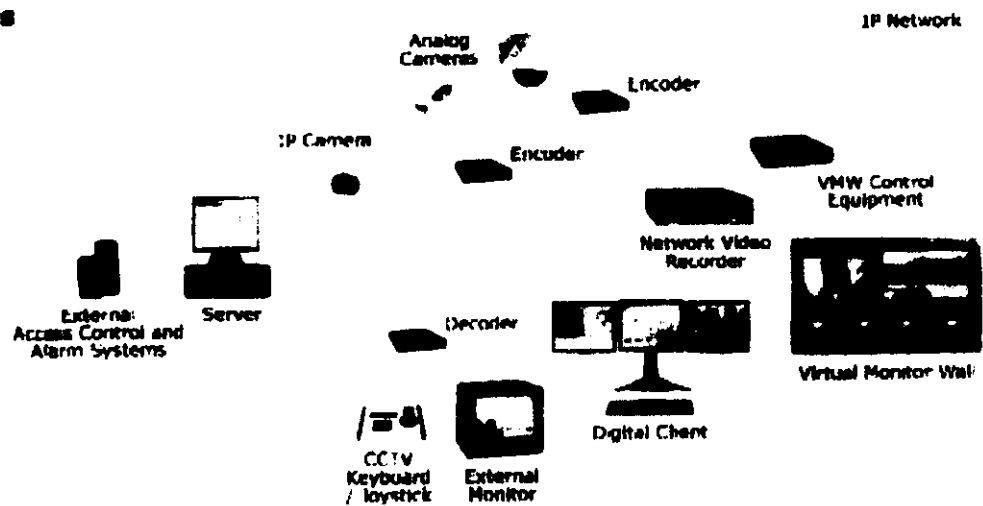 IP Network
Analog
Cameras
Encoder
IP Camera
Encoder
VMW Control
Equipment
Network Video
Recorder
External
Access Control and
Alarm Systems
Server
Decoder
Virtual Monitor Wall
Digital Client
CCTV
Keyboard
/ Joystick
External
Monitor